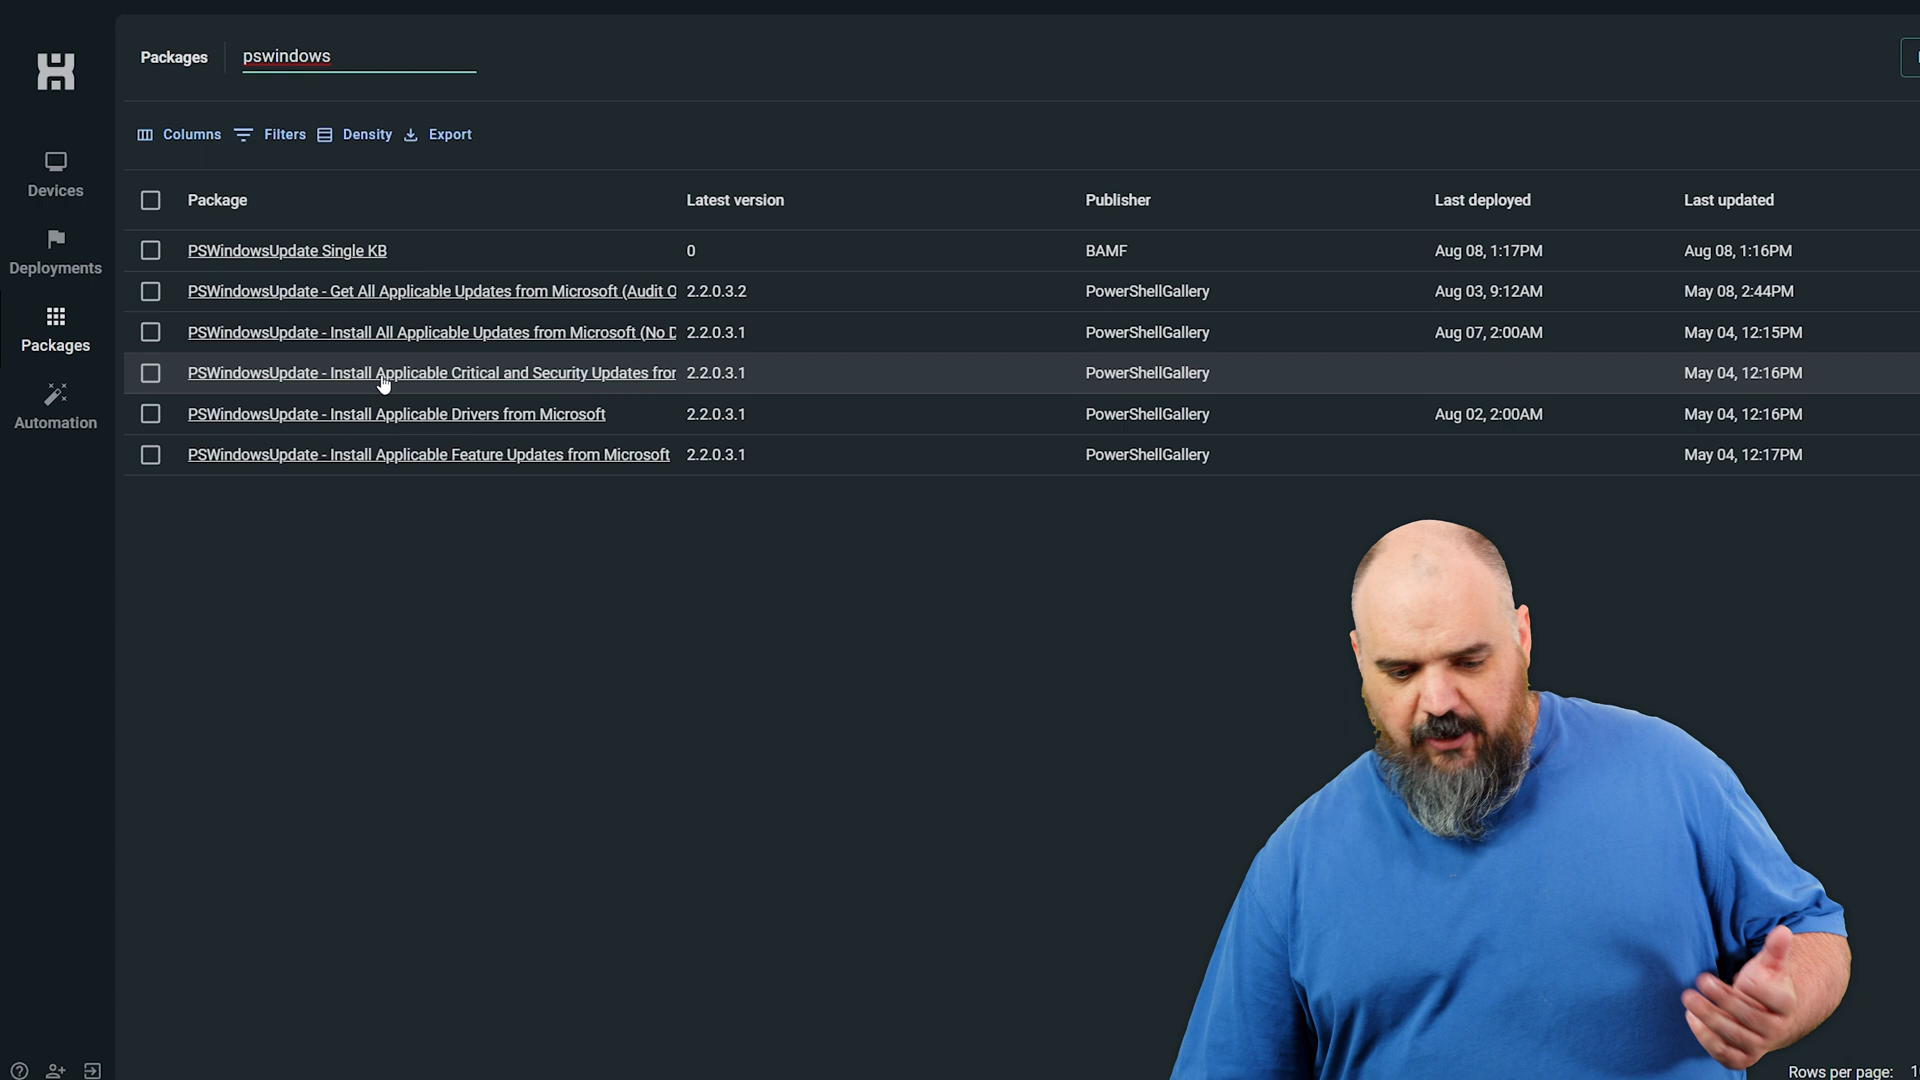 Packages pswindows
Columns Filters Density Export
Devices
Deployments
Packages
Automation
Package Latest version Publisher Last deployed Last updated
PSWindowsUpdate Single KB 0 BAMF Aug 08, 1:17PM Aug 08, 1:16PM
PSWindowsUpdate - Get All Applicable Updates from Microsoft (Audit O 2.2.0.3.2 PowerShellGallery Aug 03, 9:12AM May 08, 2:44PM
PSWindowsUpdate - Install All Applicable Updates from Microsoft (No D 2.2.0.3.1 PowerShellGallery Aug 07, 2:00AM May 04, 12:15PM
PSWindowsUpdate - Install Applicable Critical and Security Updates from 2.2.0.3.1 PowerShellGallery May 04, 12:16PM
PSWindowsUpdate - Install Applicable Drivers from Microsoft 2.2.0.3.1 PowerShellGallery Aug 02, 2:00AM May 04, 12:16PM
PSWindowsUpdate - Install Applicable Feature Updates from Microsoft 2.2.0.3.1 PowerShellGallery May 04, 12:17PM
Rows per page: